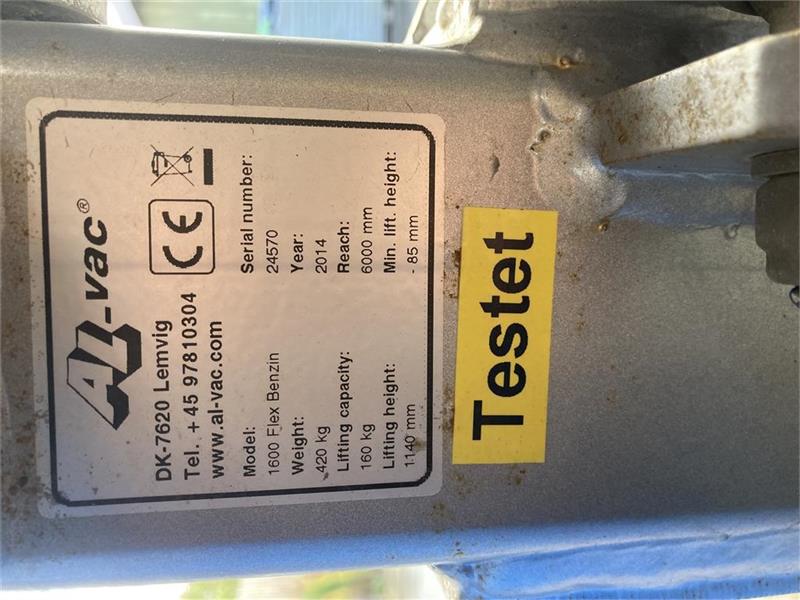 AL-vac®
DK-7620 Lemvig
Tel. +45 97810304
www.al-vac.com
CE
Model:
1600 Flex Benzin
Weight:
420 kg
Lifting capacity:
160 kg
Lifting height:
1140 mm
Serial number:
24570
Year:
2014
Reach:
6000 mm
Min. lift. height:
- 85 mm
Testet